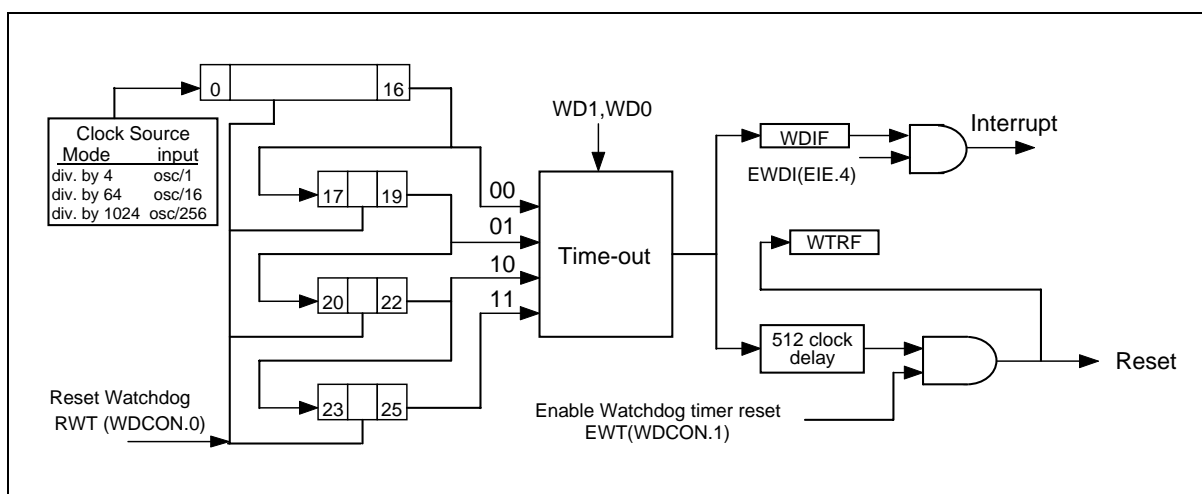 0
16
Clock Source
Mode input
div. by 4 osc/1
div. by 64 osc/16
div. by 1024 osc/256
17
19
20
22
23
25
Reset Watchdog
RWT (WDCON.0)
WD1,WD0
00
01
10
11
Time-out
WDIF
EWDI(EIE.4)
Interrupt
WTRF
512 clock
delay
Reset
Enable Watchdog timer reset
EWT(WDCON.1)